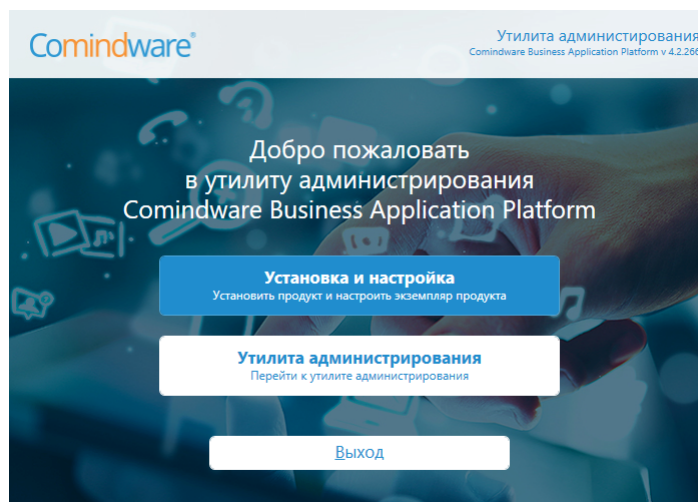 Comindware®
Утилита администрирования
Comindware Business Application Platform v 4.2.266
Добро пожаловать
в утилиту администрирования
Comindware Business Application Platform
Установка и настройка
Установить продукт и настроить экземпляр продукта
Утилита администрирования
Перейти к утилите администрирования
Выход